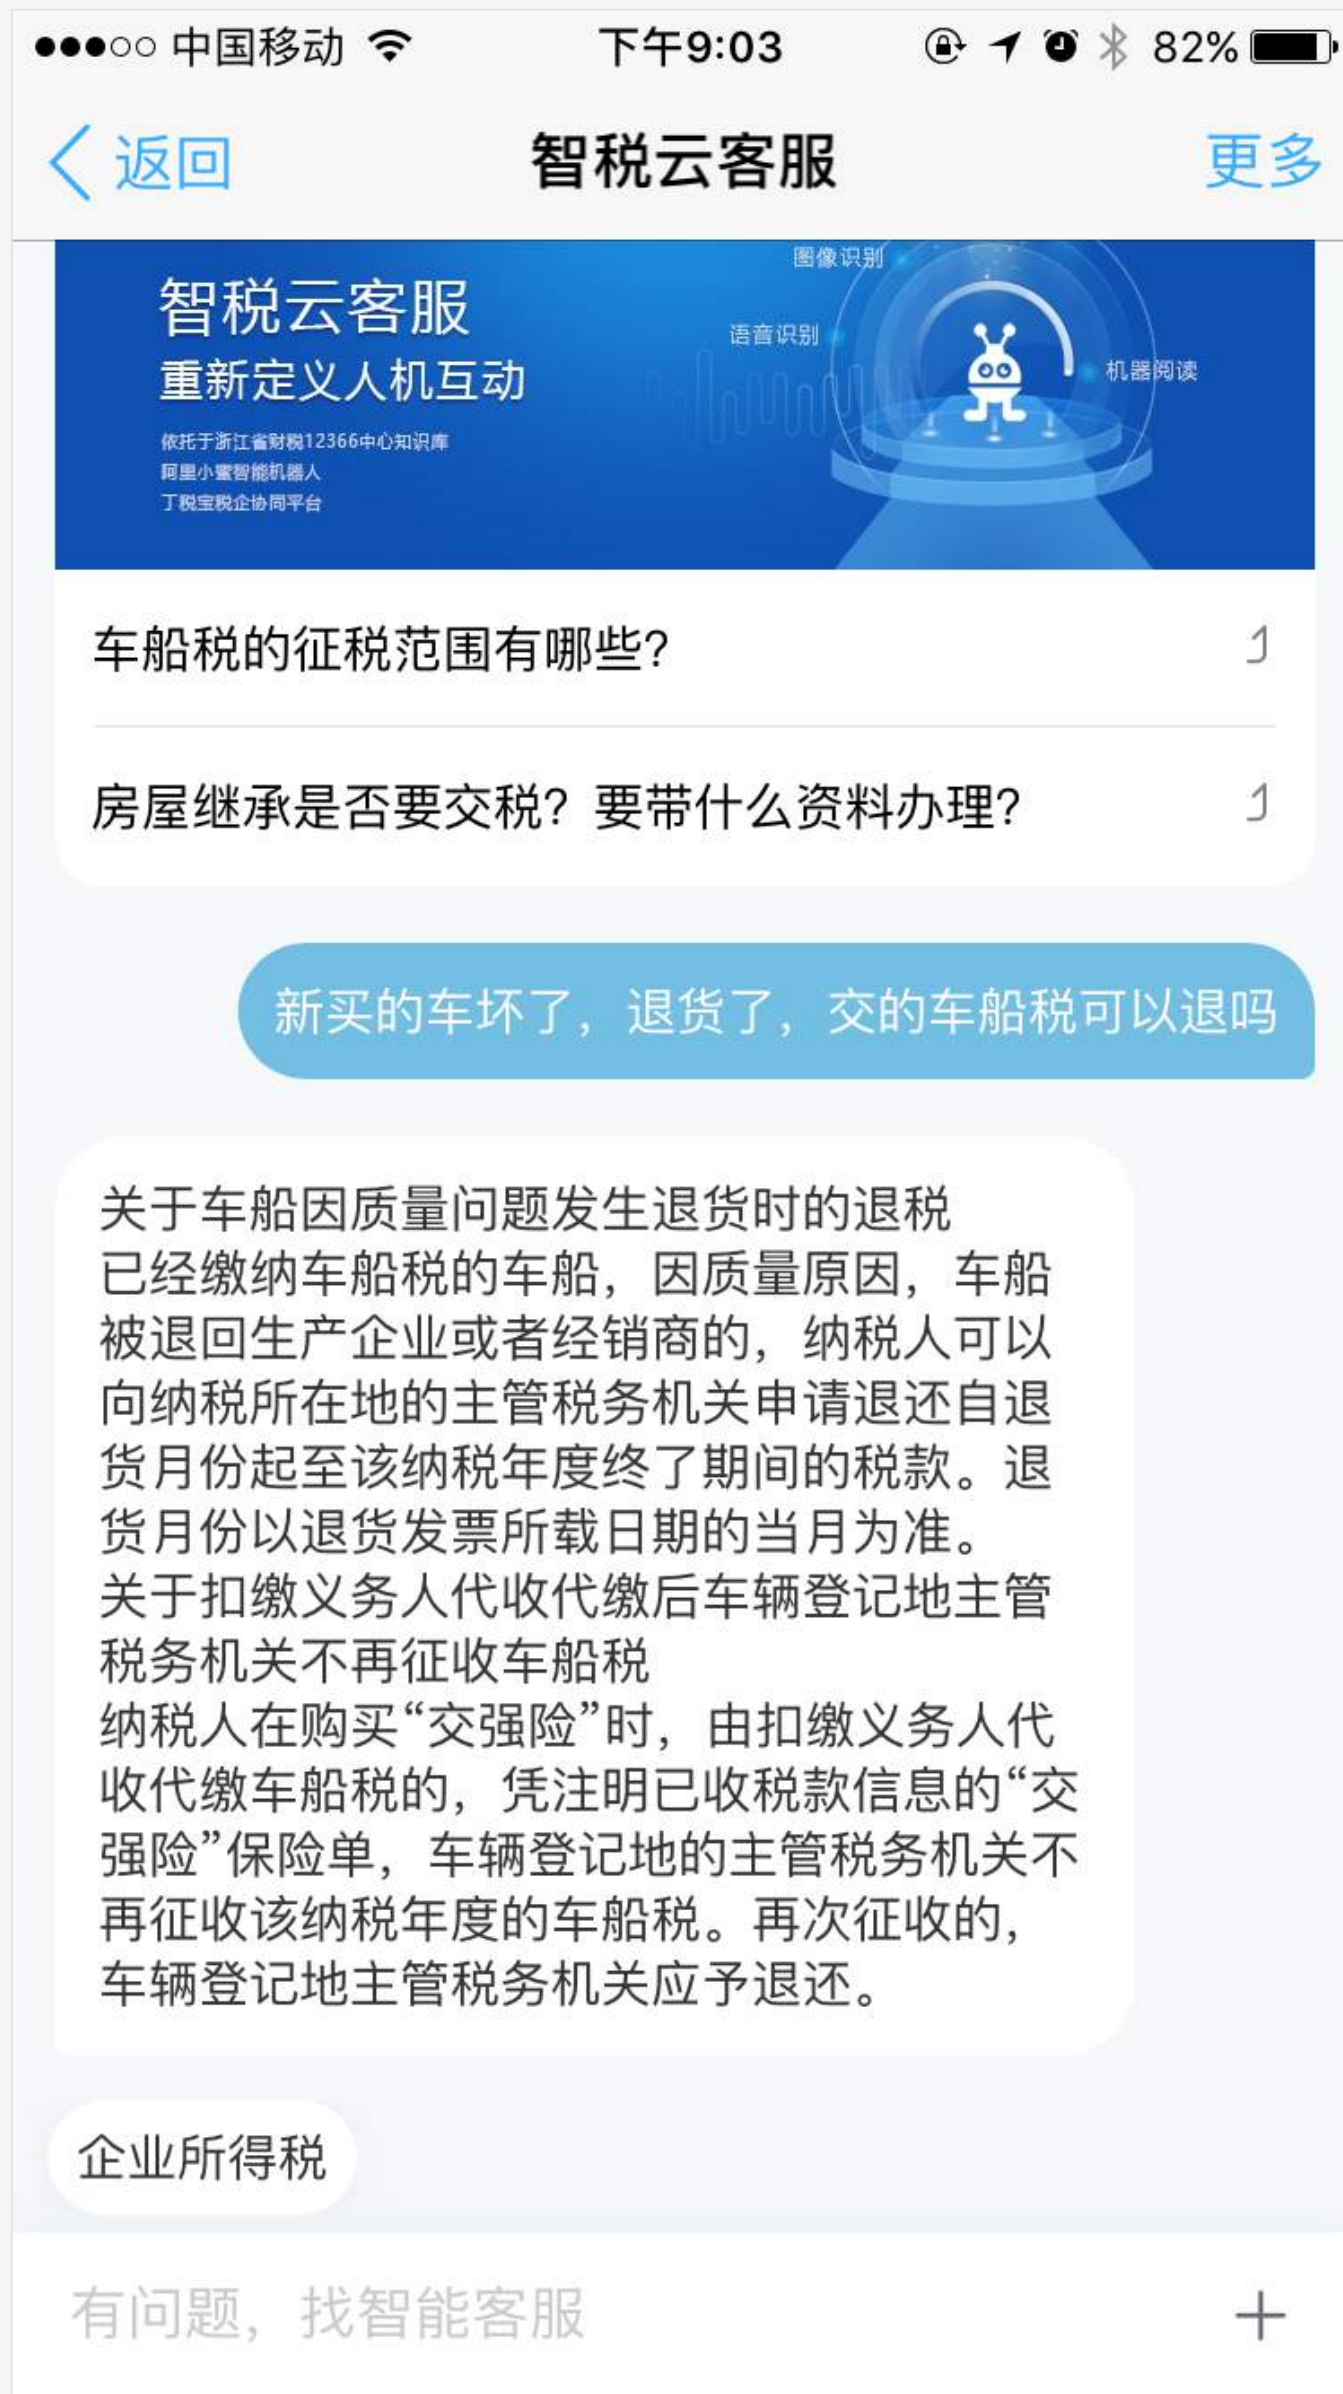 中国移动 下午9:03 82%
返回 智税云客服 更多
图像识别
智税云客服
语音识别
重新定义人机互动
机器阅读
依托于浙江省财税12366中心知识库
阿里小蜜智能机器人
丁税宝税企协同平台
车船税的征税范围有哪些?
房屋继承是否要交税？要带什么资料办理?
新买的车坏了，退货了，交的车船税可以退吗
关于车船因质量问题发生退货时的退税
已经缴纳车船税的车船，因质量原因，车船
被退回生产企业或者经销商的，纳税人可以
向纳税所在地的主管税务机关申请退还自退
货月份起至该纳税年度终了期间的税款。退
货月份以退货发票所载日期的当月为准。
关于扣缴义务人代收代缴后车辆登记地主管
税务机关不再征收车船税
纳税人在购买“交强险”时，由扣缴义务人代
收代缴车船税的，凭注明已收税款信息的“交
强险”保险单，车辆登记地的主管税务机关不
再征收该纳税年度的车船税。再次征收的，
车辆登记地主管税务机关应予退还。
企业所得税
有问题，找智能客服